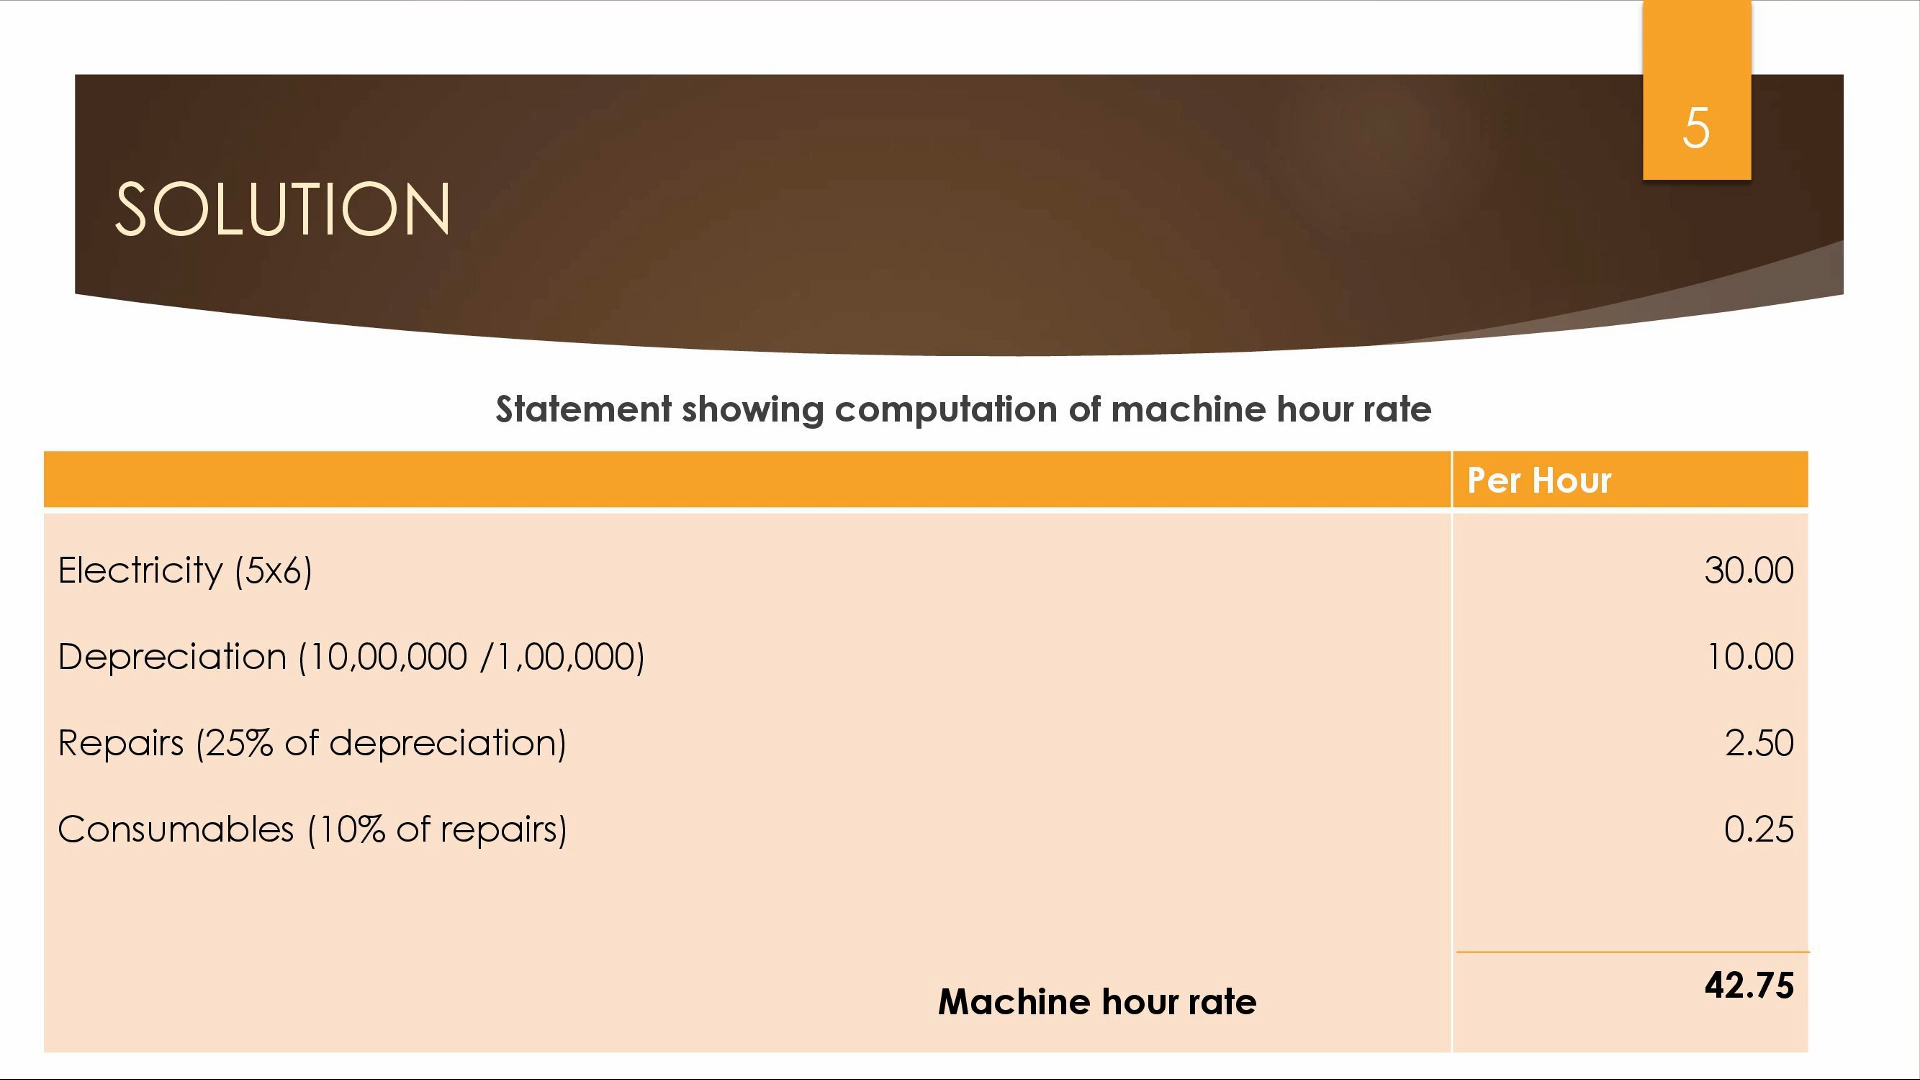 5
SOLUTION
Statement showing computation of machine hour rate
Per Hour
Electricity (5x6) 30.00
Depreciation (10,00,000 /1,00,000) 10.00
Repairs (25% of depreciation) 2.50
Consumables (10% of repairs) 0.25
Machine hour rate 42.75